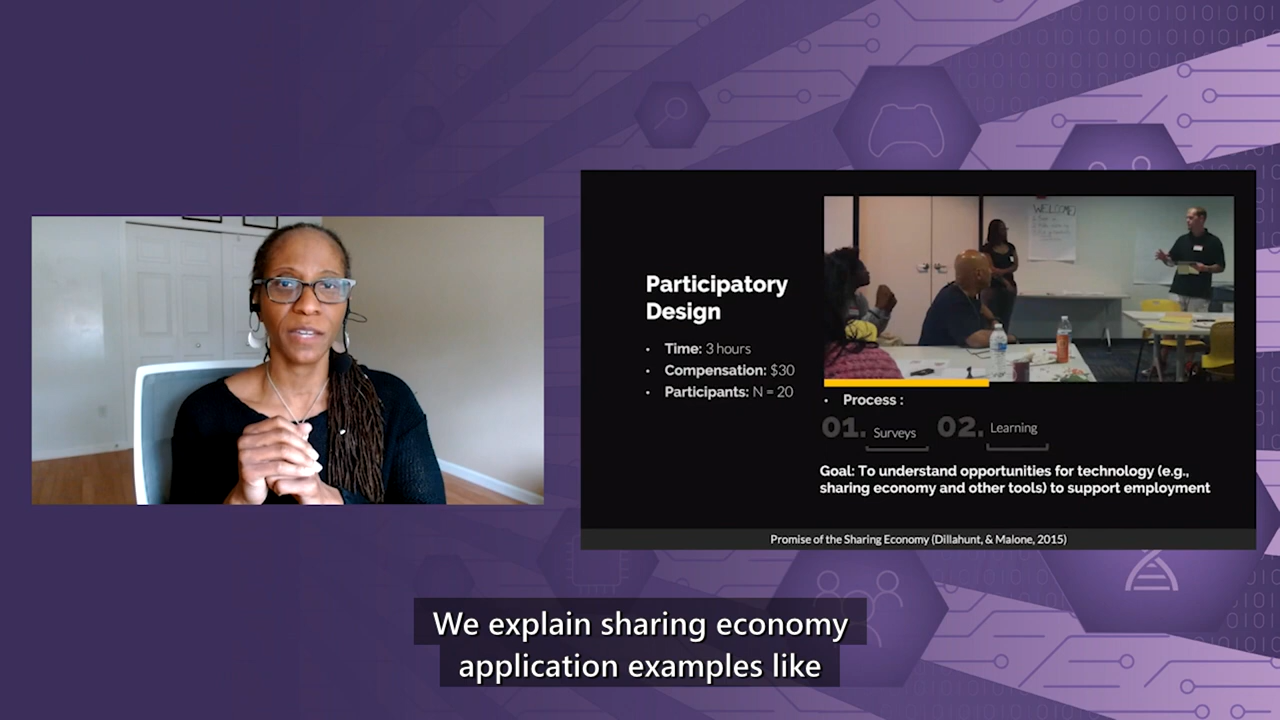 Participatory
Design
• Time: 3 hours
• Compensation: $30
• Participants: N = 20
WELCOME
• Process :
01. Surveys 02. Learning
Goal: To understand opportunities for technology (e.g.,
sharing economy and other tools) to support employment
Promise of the Sharing Economy (Dillahunt, & Malone, 2015)
We explain sharing economy
application examples like